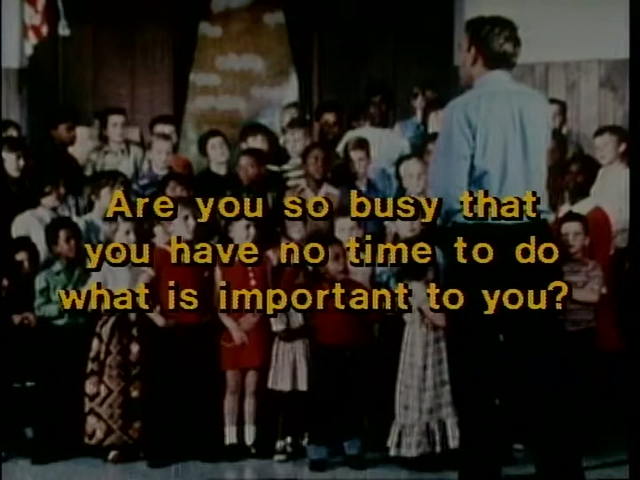 Are you so busy that
you have no time to do
what is important to you?